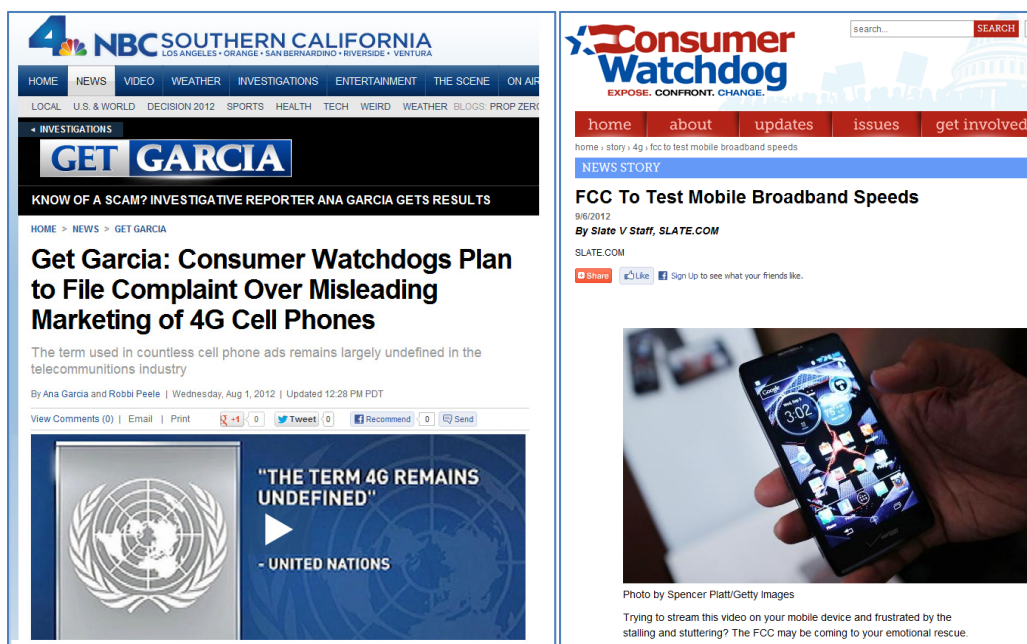 4 NBC SOUTHERN CALIFORNIA
LOS ANGELES • ORANGE • SAN BERNARDINO • RIVERSIDE • VENTURA
HOME NEWS VIDEO WEATHER INVESTIGATIONS ENTERTAINMENT THE SCENE ON AIR
LOCAL U.S. & WORLD DECISION 2012 SPORTS HEALTH TECH WEIRD WEATHER BLOGS: PROP ZERO
INVESTIGATIONS
GET GARCIA
KNOW OF A SCAM? INVESTIGATIVE REPORTER ANA GARCIA GETS RESULTS
HOME > NEWS > GET GARCIA
Get Garcia: Consumer Watchdogs Plan
to File Complaint Over Misleading
Marketing of 4G Cell Phones
The term used in countless cell phone ads remains largely undefined in the
telecommunitions industry
By Ana Garcia and Robbi Peele | Wednesday, Aug 1, 2012 | Updated 12:28 PM PDT
View Comments (0) | Email | Print +1 0 Tweet 0 Recommend 0 Send
"THE TERM 4G REMAINS
UNDEFINED"
- UNITED NATIONS
Consumer
Watchdog
EXPOSE. CONFRONT. CHANGE.
search... SEARCH
home about updates issues get involved
home › story › 4g › fcc to test mobile broadband speeds
NEWS STORY
FCC To Test Mobile Broadband Speeds
9/6/2012
By Slate V Staff, SLATE.COM
SLATE.COM
Share Like Sign Up to see what your friends like.
Google
3:02
Photo by Spencer Platt/Getty Images
Trying to stream this video on your mobile device and frustrated by the
stalling and stuttering? The FCC may be coming to your emotional rescue.